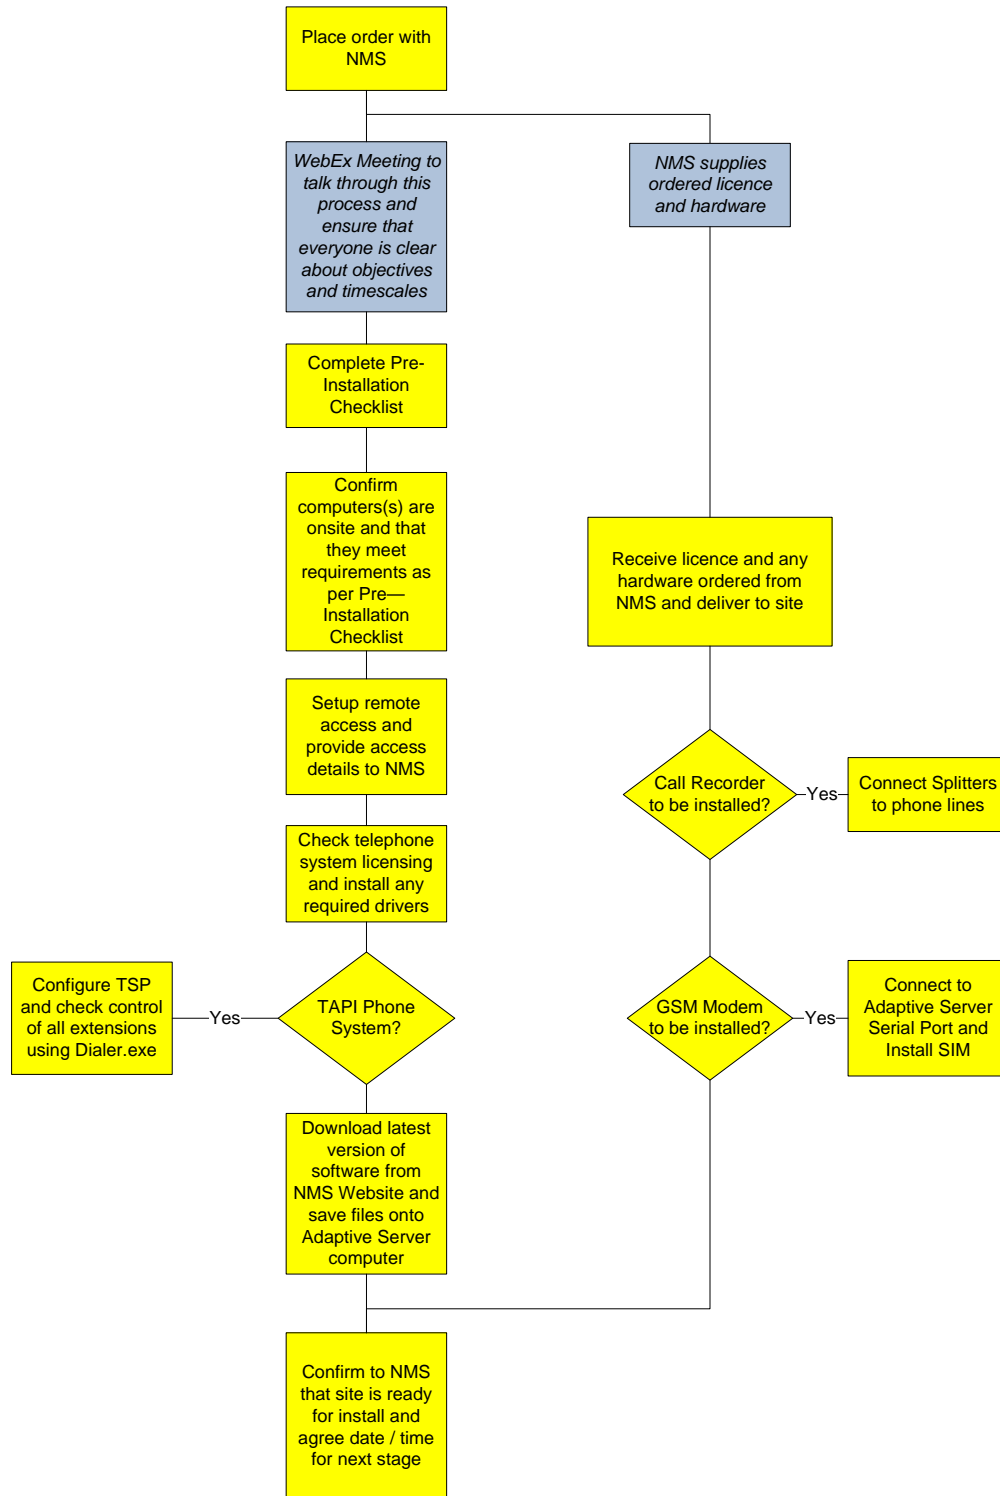 Place order with
NMS
WebEx Meeting to
talk through this
process and
ensure that
everyone is clear
about objectives
and timescales
NMS supplies
ordered licence
and hardware
Complete Pre-
Installation
Checklist
Confirm
computers(s) are
onsite and that
they meet
requirements as
per Pre—
Installation
Checklist
Receive licence and any
hardware ordered from
NMS and deliver to site
Setup remote
access and
provide access
details to NMS
Call Recorder
to be installed?
Yes
Connect Splitters
to phone lines
Check telephone
system licensing
and install any
required drivers
Configure TSP
and check control
of all extensions
using Dialer.exe
Yes
TAPI Phone
System?
GSM Modem
to be installed?
Yes
Connect to
Adaptive Server
Serial Port and
Install SIM
Download latest
version of
software from
NMS Website and
save files onto
Adaptive Server
computer
Confirm to NMS
that site is ready
for install and
agree date / time
for next stage